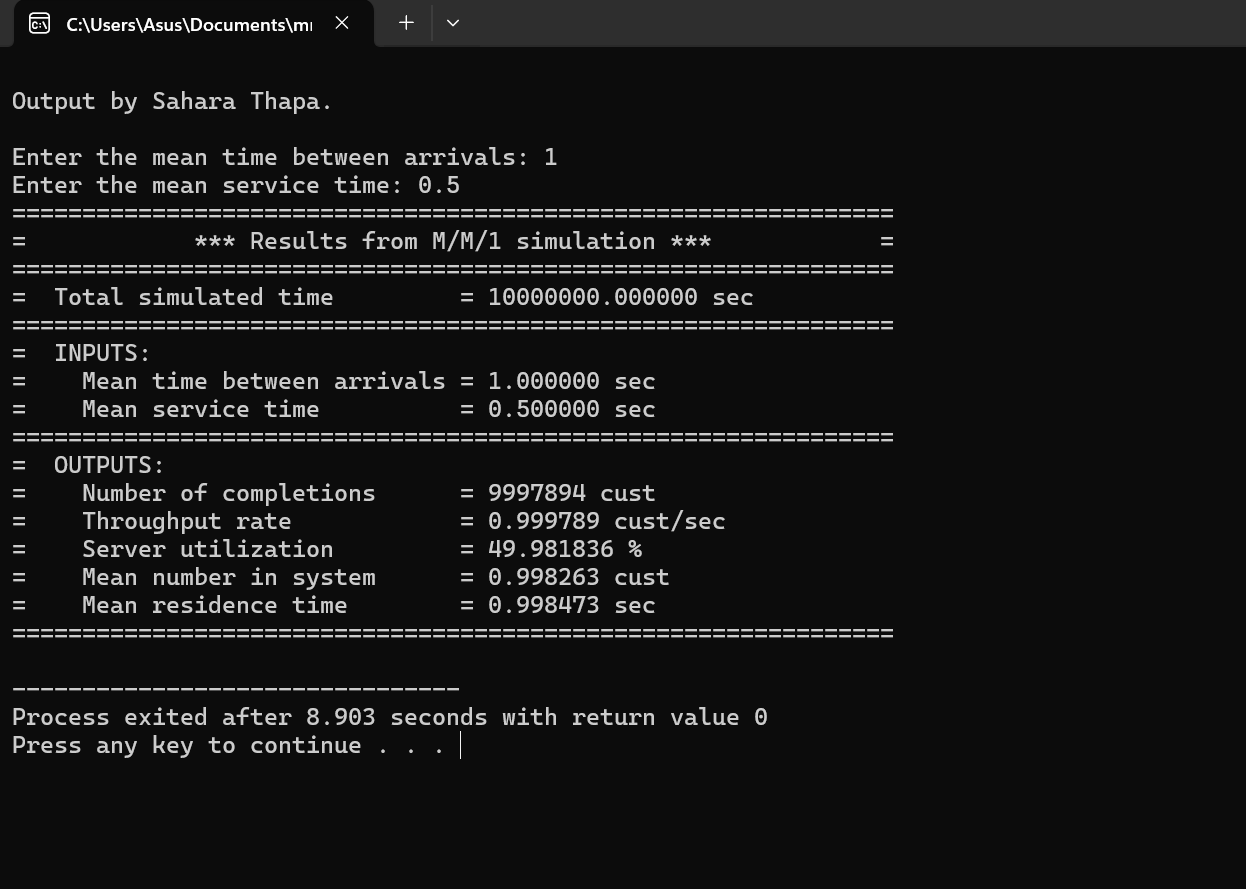 C:\Users\Asus\Documents\m
Output by Sahara Thapa.
Enter the mean time between arrivals: 1
Enter the mean service time: 0.5
===============================================================
=            *** Results from M/M/1 simulation ***            =
===============================================================
=  Total simulated time         = 10000000.000000 sec
===============================================================
=  INPUTS:
=    Mean time between arrivals = 1.000000 sec
=    Mean service time          = 0.500000 sec
===============================================================
=  OUTPUTS:
=    Number of completions      = 9997894 cust
=    Throughput rate            = 0.999789 cust/sec
=    Server utilization         = 49.981836 %
=    Mean number in system      = 0.998263 cust
=    Mean residence time        = 0.998473 sec
===============================================================
--------------------------------
Process exited after 8.903 seconds with return value 0
Press any key to continue . . .